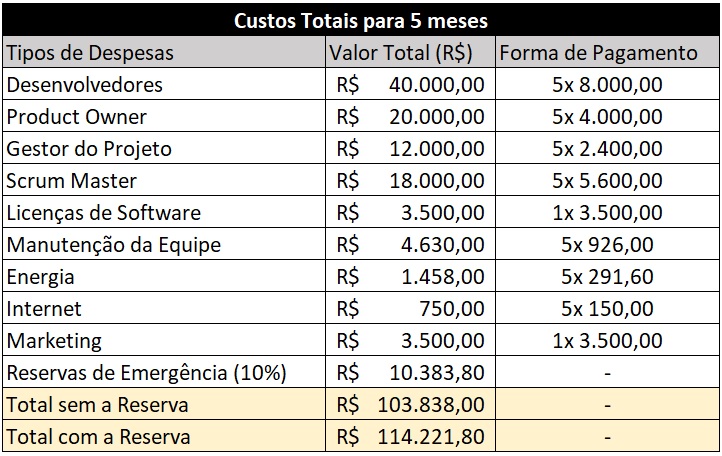 Custos Totais para 5 meses
Tipos de Despesas Valor Total (R$) Forma de Pagamento
Desenvolvedores R$ 40.000,00 5x 8.000,00
Product Owner R$ 20.000,00 5x 4.000,00
Gestor do Projeto R$ 12.000,00 5x 2.400,00
Scrum Master R$ 18.000,00 5x 5.600,00
Licenças de Software R$ 3.500,00 1x 3.500,00
Manutenção da Equipe R$ 4.630,00 5x 926,00
Energia R$ 1.458,00 5x 291,60
Internet R$ 750,00 5x 150,00
Marketing R$ 3.500,00 1x 3.500,00
Reservas de Emergência (10%) R$ 10.383,80 -
Total sem a Reserva R$ 103.838,00 -
Total com a Reserva R$ 114.221,80 -